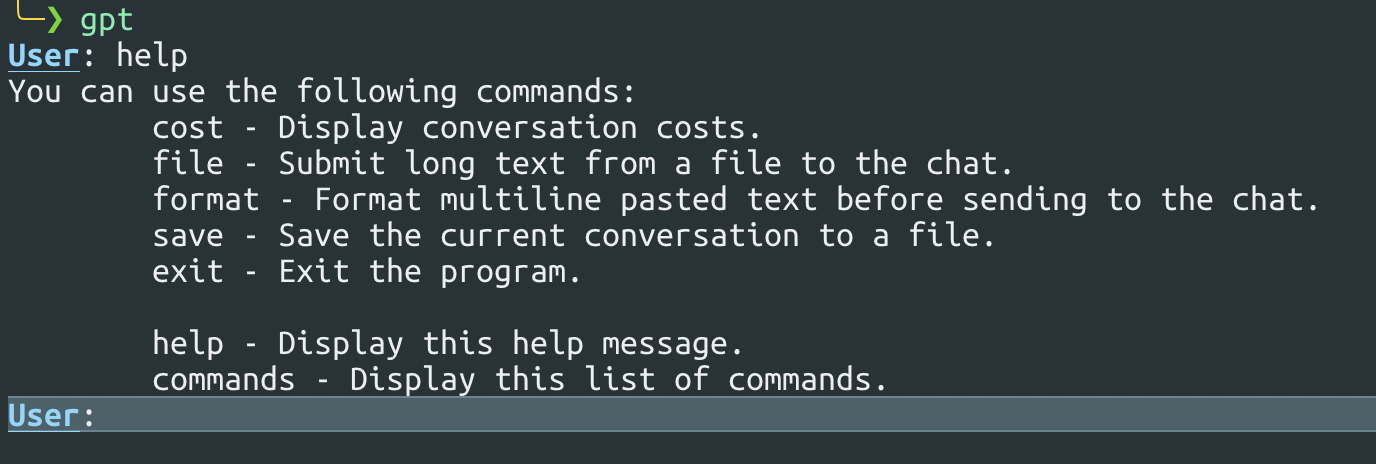 ❯ gpt
User: help
You can use the following commands:
cost - Display conversation costs.
file - Submit long text from a file to the chat.
format - Format multiline pasted text before sending to the chat.
save - Save the current conversation to a file.
exit - Exit the program.
help - Display this help message.
commands - Display this list of commands.
User: